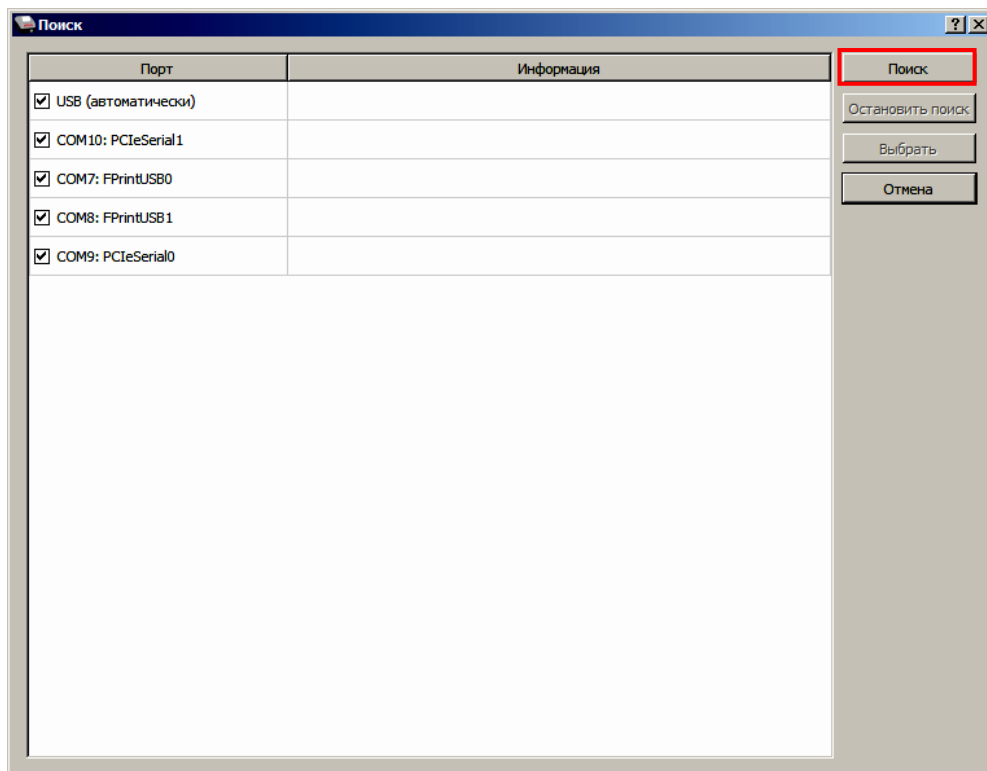 Поиск
Порт Информация
USB (автоматически)
COM10: PCIeSerial1
COM7: FPrintUSB0
COM8: FPrintUSB1
COM9: PCIeSerial0
Поиск
Остановить поиск
Выбрать
Отмена